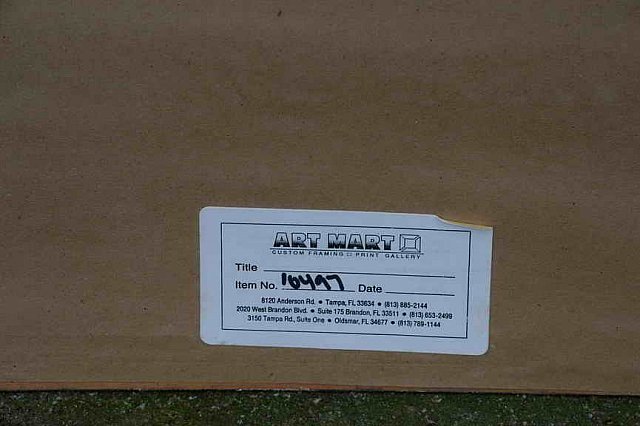 ART MART
CUSTOM FRAMING □ PRINT GALLERY
Title
Item No. 16497 Date
8120 Anderson Rd. • Tampa, FL 33634 • (813) 885-2144
2020 West Brandon Blvd. • Suite 175 Brandon, FL 33511 • (813) 653-2499
3150 Tampa Rd., Suite One • Oldsmar, FL 34677 • (813) 789-1144